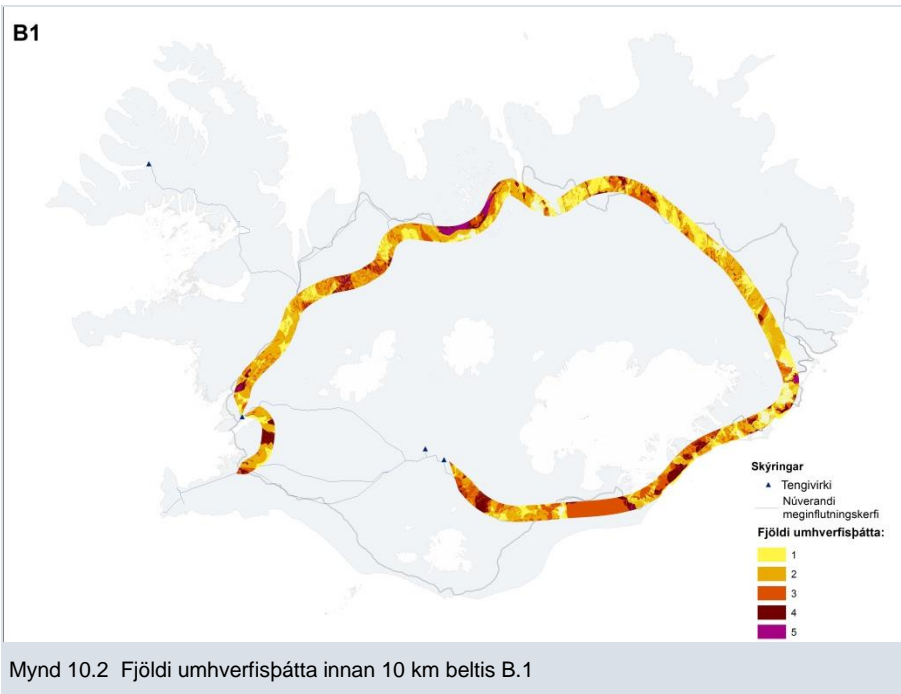 B1
Skýringar
Tengivirki
Núverandi
meginflutningskerfi
Fjöldi umhverfisþátta:
1
2
3
4
5
Mynd 10.2 Fjöldi umhverfisþátta innan 10 km beltis B.1